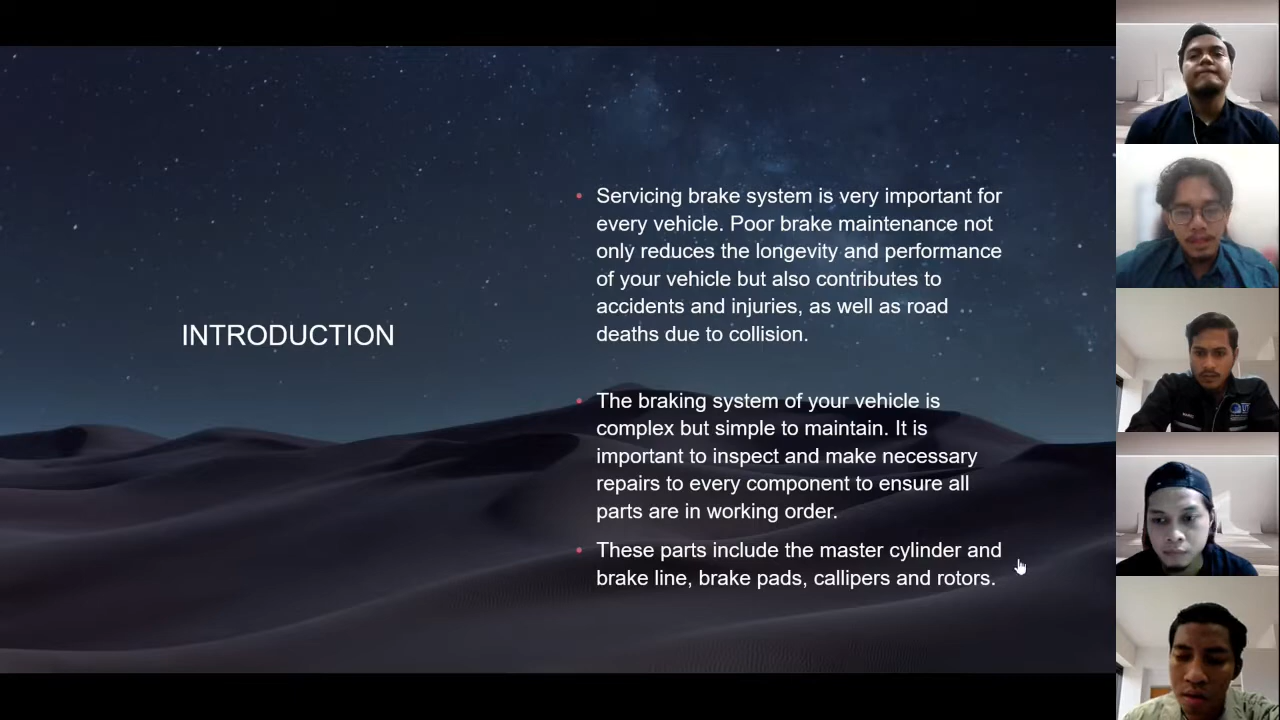 INTRODUCTION
Servicing brake system is very important for
every vehicle. Poor brake maintenance not
only reduces the longevity and performance
of your vehicle but also contributes to
accidents and injuries, as well as road
deaths due to collision.
The braking system of your vehicle is
complex but simple to maintain. It is
important to inspect and make necessary
repairs to every component to ensure all
parts are in working order.
These parts include the master cylinder and
brake line, brake pads, callipers and rotors.